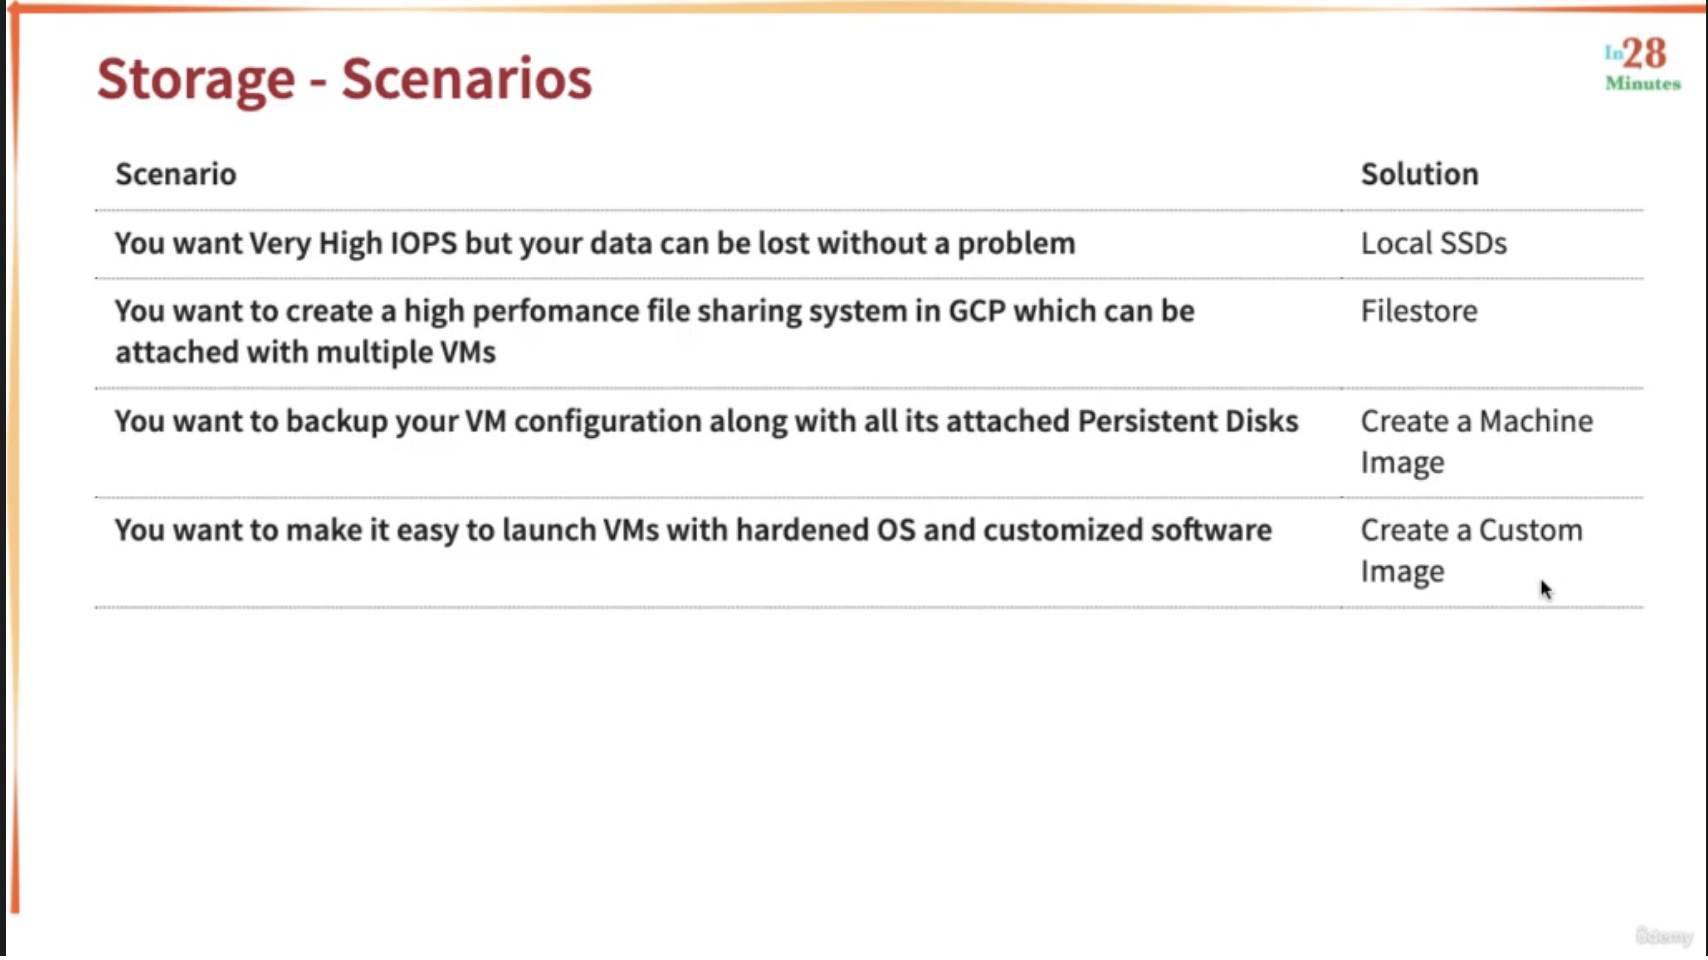 Storage - Scenarios
In28
Minutes
Scenario Solution
You want Very High IOPS but your data can be lost without a problem Local SSDs
You want to create a high perfomance file sharing system in GCP which can be Filestore
attached with multiple VMs
You want to backup your VM configuration along with all its attached Persistent Disks Create a Machine
Image
You want to make it easy to launch VMs with hardened OS and customized software Create a Custom
Image
ûdemy